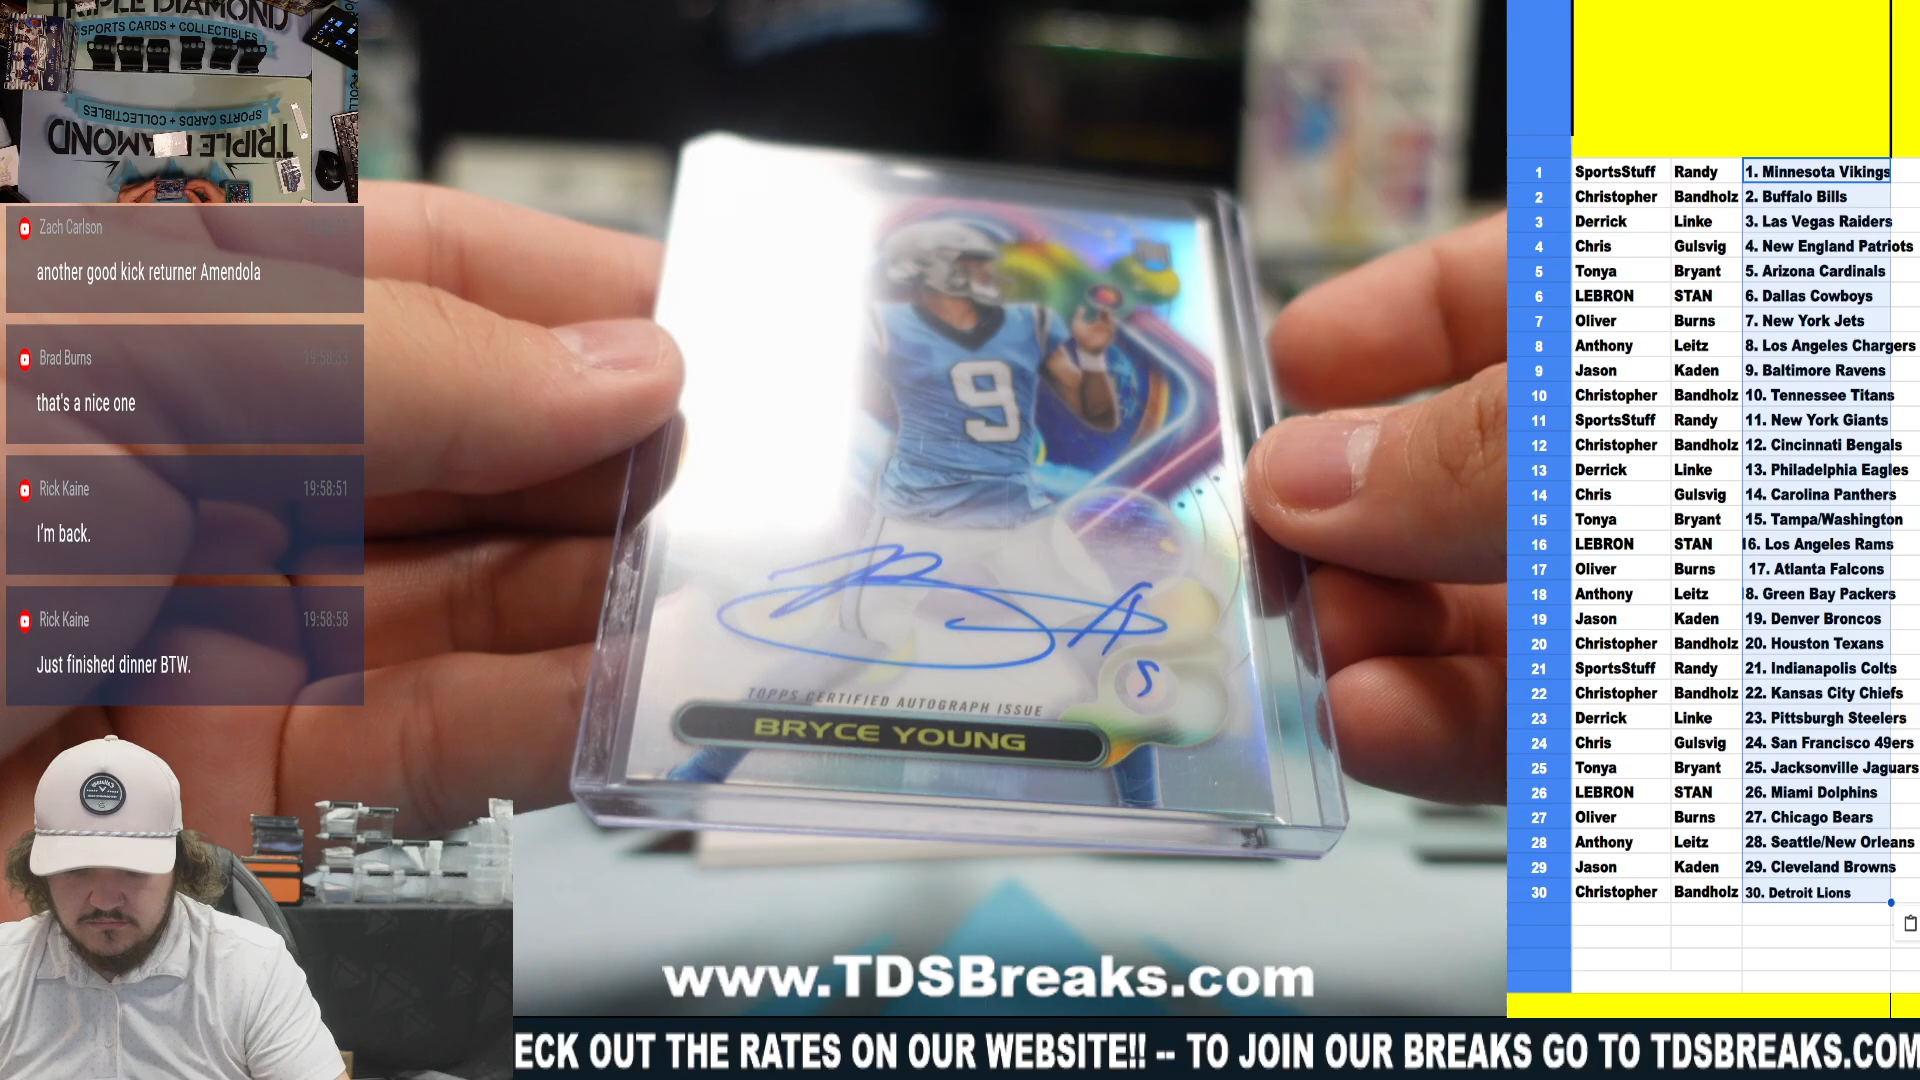 TRIPLE DIAMOND
SPORTS CARDS + COLLECTIBLES
SPORTS CARDS + COLLECTIBLES
TRIPLE DIAMOND
Zach Carlson
another good kick returner Amendola
Brad Burns 19:58:33
that's a nice one
Rick Kaine 19:58:51
I'm back.
Rick Kaine 19:58:58
Just finished dinner BTW.
9
TOPPS CERTIFIED AUTOGRAPH ISSUE
BRYCE YOUNG
www.TDSBreaks.com
ECK OUT THE RATES ON OUR WEBSITE!! -- TO JOIN OUR BREAKS GO TO TDSBREAKS.COM
1 SportsStuff Randy 1. Minnesota Vikings
2 Christopher Bandholz 2. Buffalo Bills
3 Derrick Linke 3. Las Vegas Raiders
4 Chris Gulsvig 4. New England Patriots
5 Tonya Bryant 5. Arizona Cardinals
6 LEBRON STAN 6. Dallas Cowboys
7 Oliver Burns 7. New York Jets
8 Anthony Leitz 8. Los Angeles Chargers
9 Jason Kaden 9. Baltimore Ravens
10 Christopher Bandholz 10. Tennessee Titans
11 SportsStuff Randy 11. New York Giants
12 Christopher Bandholz 12. Cincinnati Bengals
13 Derrick Linke 13. Philadelphia Eagles
14 Chris Gulsvig 14. Carolina Panthers
15 Tonya Bryant 15. Tampa/Washington
16 LEBRON STAN 16. Los Angeles Rams
17 Oliver Burns 17. Atlanta Falcons
18 Anthony Leitz 8. Green Bay Packers
19 Jason Kaden 19. Denver Broncos
20 Christopher Bandholz 20. Houston Texans
21 SportsStuff Randy 21. Indianapolis Colts
22 Christopher Bandholz 22. Kansas City Chiefs
23 Derrick Linke 23. Pittsburgh Steelers
24 Chris Gulsvig 24. San Francisco 49ers
25 Tonya Bryant 25. Jacksonville Jaguars
26 LEBRON STAN 26. Miami Dolphins
27 Oliver Burns 27. Chicago Bears
28 Anthony Leitz 28. Seattle/New Orleans
29 Jason Kaden 29. Cleveland Browns
30 Christopher Bandholz 30. Detroit Lions